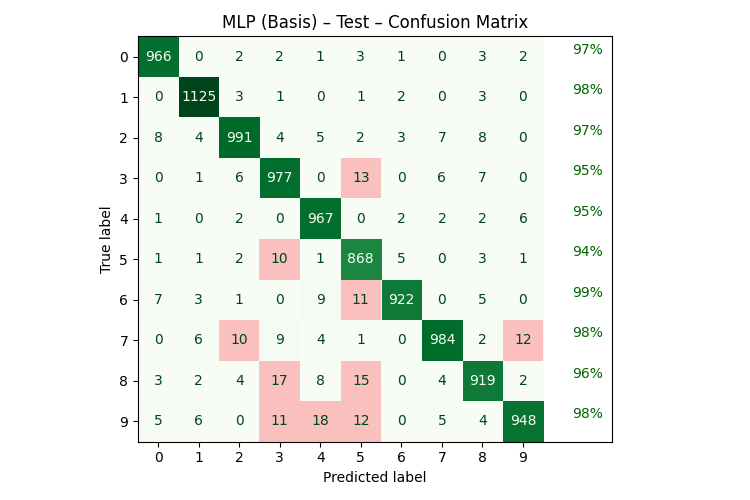 MLP (Basis) – Test – Confusion Matrix
0 966 0 2 2 1 3 1 0 3 2 97%
1 0 1125 3 1 0 1 2 0 3 0 98%
2 8 4 991 4 5 2 3 7 8 0 97%
3 0 1 6 977 0 13 0 6 7 0 95%
4 1 0 2 0 967 0 2 2 2 6 95%
5 1 1 2 10 1 868 5 0 3 1 94%
6 7 3 1 0 9 11 922 0 5 0 99%
7 0 6 10 9 4 1 0 984 2 12 98%
8 3 2 4 17 8 15 0 4 919 2 96%
9 5 6 0 11 18 12 0 5 4 948 98%
0 1 2 3 4 5 6 7 8 9
Predicted label
True label